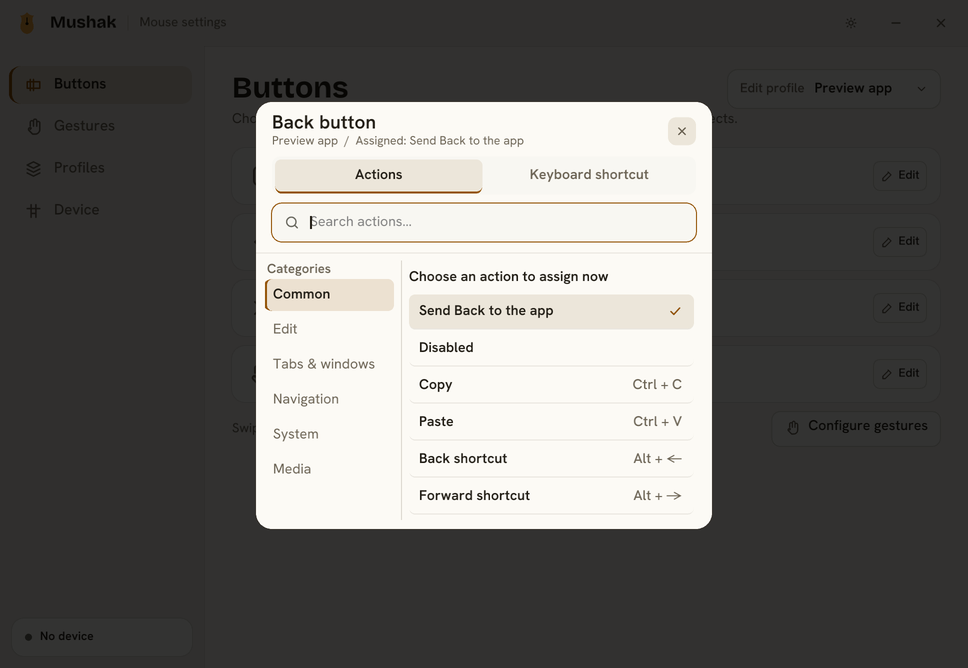 Mushak
Mouse settings
Buttons
Gestures
Profiles
Device
No device
Buttons
Edit profile Preview app
ects.
Edit
Edit
Edit
Edit
Configure gestures
Back button
Preview app / Assigned: Send Back to the app
Actions
Keyboard shortcut
Search actions...
Categories
Common
Edit
Tabs & windows
Navigation
System
Media
Choose an action to assign now
Send Back to the app
Disabled
Copy Ctrl + C
Paste Ctrl + V
Back shortcut Alt + ←
Forward shortcut Alt + →